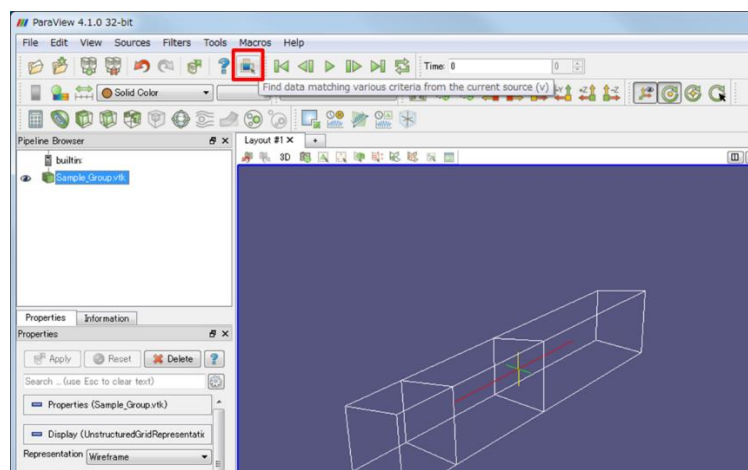 ParaView 4.1.0 32-bit
File Edit View Sources Filters Tools Macros Help
Time: 0 0
Solid Color
Find data matching various criteria from the current source (v)
Pipeline Browser
Layout #1
3D
builtin:
Sample_Group.vtk
Properties Information
Properties
Apply Reset Delete ?
Search ... (use Esc to clear text)
Properties (Sample_Group.vtk)
Display (UnstructuredGridRepresentatic
Representation Wireframe